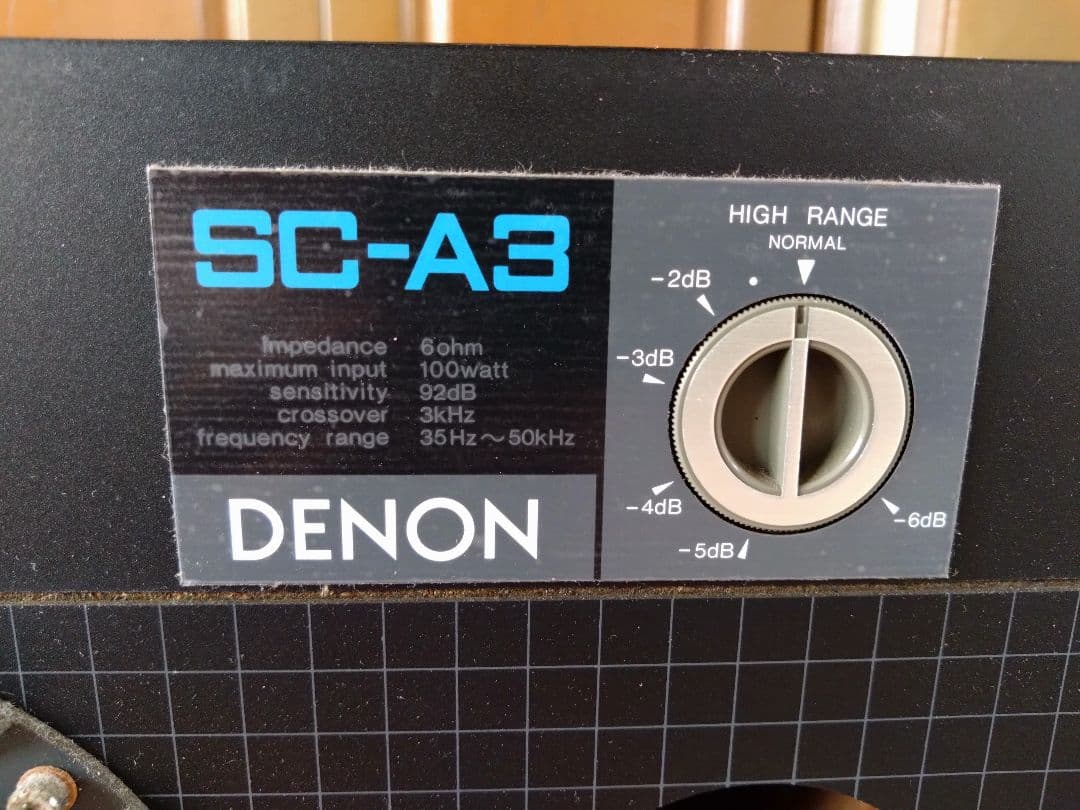 SC-A3
Impedance 6ohm
maximum input 100watt
sensitivity 92dB
crossover 3kHz
frequency range 35Hz~50kHz
DENON
HIGH RANGE
NORMAL
-2dB
-3dB
-4dB
-5dB
-6dB